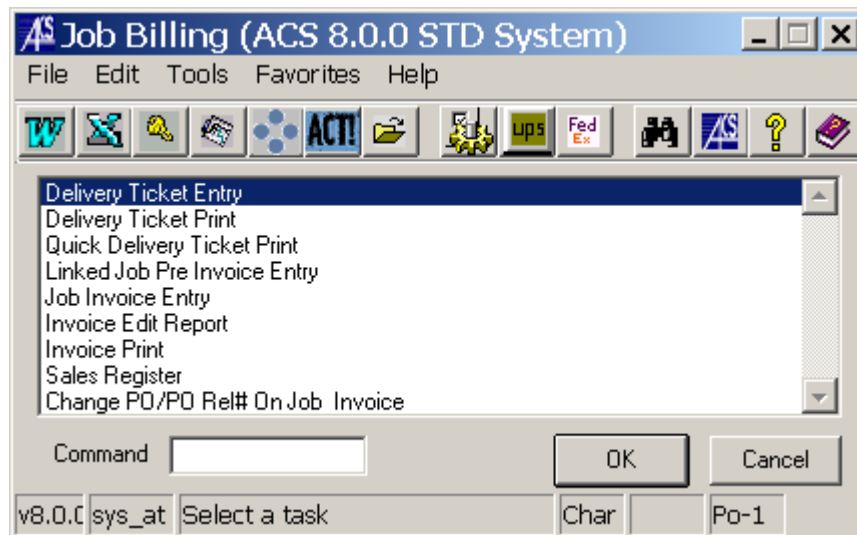 ACS Job Billing (ACS 8.0.0 STD System)
File Edit Tools Favorites Help
W X ACT! ups Fed Ex ACS ?
Delivery Ticket Entry
Delivery Ticket Print
Quick Delivery Ticket Print
Linked Job Pre Invoice Entry
Job Invoice Entry
Invoice Edit Report
Invoice Print
Sales Register
Change PO/PO Rel# On Job Invoice
Command OK Cancel
v8.0.0 sys_at Select a task Char Po-1